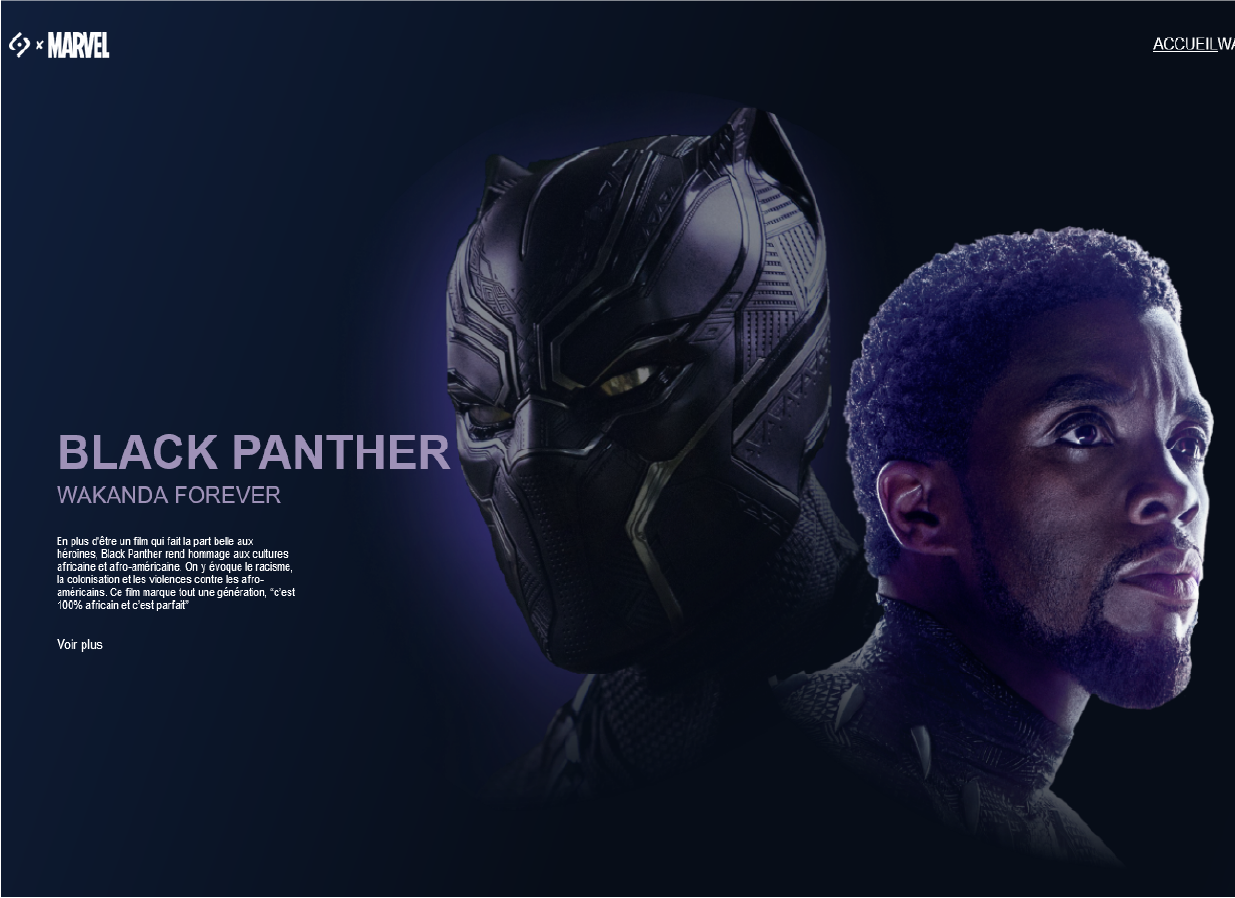 × MARVEL
ACCUEILWA
BLACK PANTHER
WAKANDA FOREVER
En plus d'être un film qui fait la part belle aux
héroïnes, Black Panther rend hommage aux cultures
africaine et afro-américaine. On y évoque le racisme,
la colonisation et les violences contre les afro-
américains. Ce film marque tout une génération, “c'est
100% africain et c'est parfait”
Voir plus